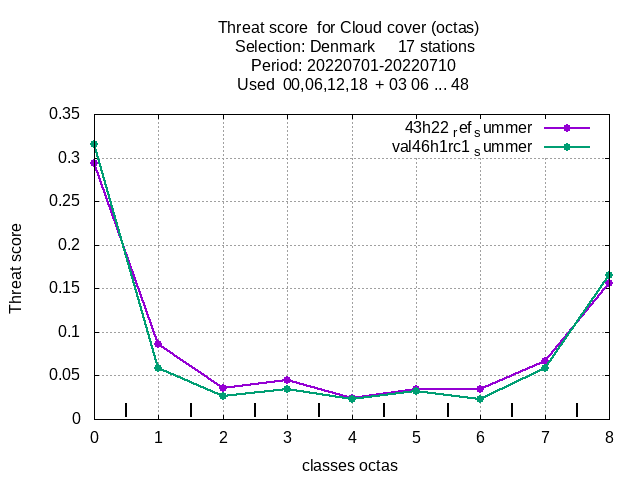 Threat score  for Cloud cover (octas)
Selection: Denmark     17 stations
Period: 20220701-20220710
Used  00,06,12,18  + 03 06 ... 48
43h22 ref summer
val46h1rc1 summer
0.35
0.3
0.25
0.2
0.15
0.1
0.05
0
Threat score
0 1 2 3 4 5 6 7 8
classes octas